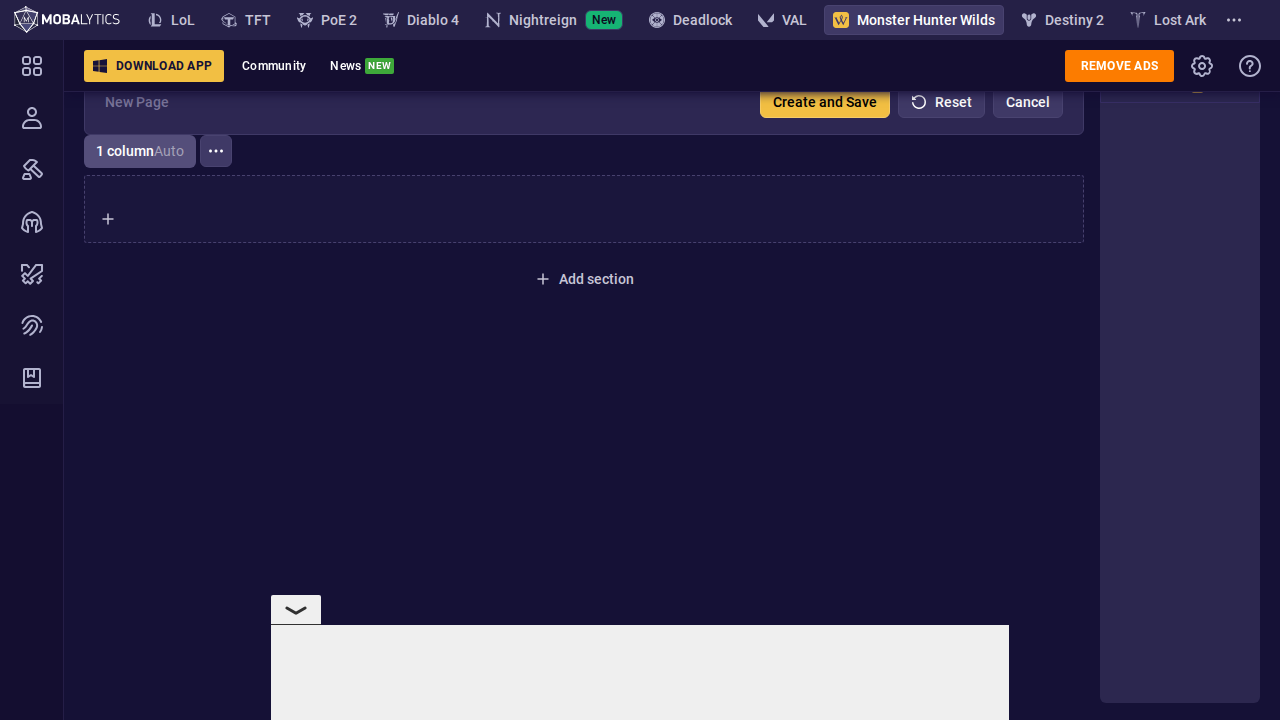 MOBALYTICS LoL TFT PoE 2 Diablo 4 Nightreign New Deadlock VAL Monster Hunter Wilds Destiny 2 Lost Ark
DOWNLOAD APP Community News NEW REMOVE ADS
New Page Create and Save Reset Cancel
1 column Auto
Add section